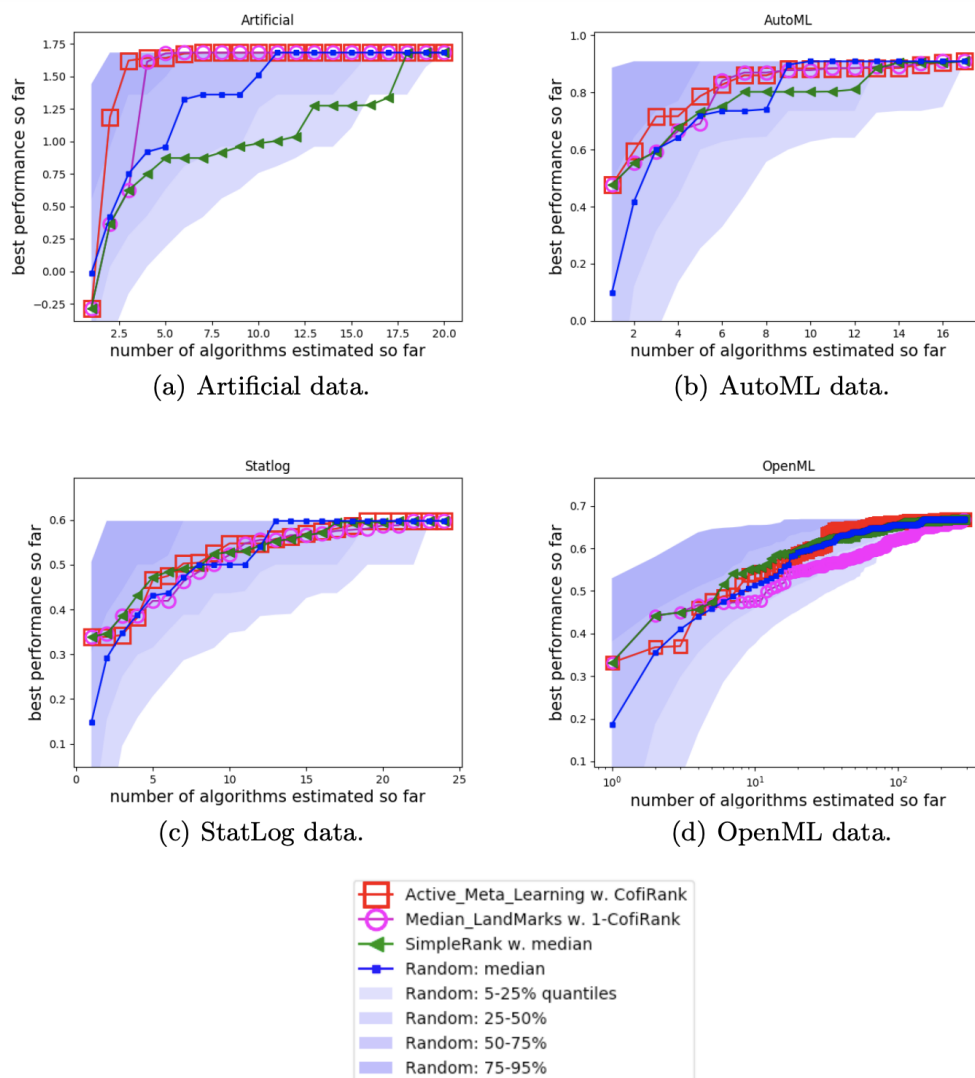 Artificial
best performance so far
1.75
1.50
1.25
1.00
0.75
0.50
0.25
0.00
−0.25
2.5 5.0 7.5 10.0 12.5 15.0 17.5 20.0
number of algorithms estimated so far
(a) Artificial data.
AutoML
best performance so far
1.0
0.8
0.6
0.4
0.2
0.0
2 4 6 8 10 12 14 16
number of algorithms estimated so far
(b) AutoML data.
Statlog
best performance so far
0.6
0.5
0.4
0.3
0.2
0.1
0 5 10 15 20 25
number of algorithms estimated so far
(c) StatLog data.
OpenML
best performance so far
0.7
0.6
0.5
0.4
0.3
0.2
0.1
10⁰ 10¹ 10²
number of algorithms estimated so far
(d) OpenML data.
Active_Meta_Learning w. CofiRank
Median_LandMarks w. 1-CofiRank
SimpleRank w. median
Random: median
Random: 5-25% quantiles
Random: 25-50%
Random: 50-75%
Random: 75-95%